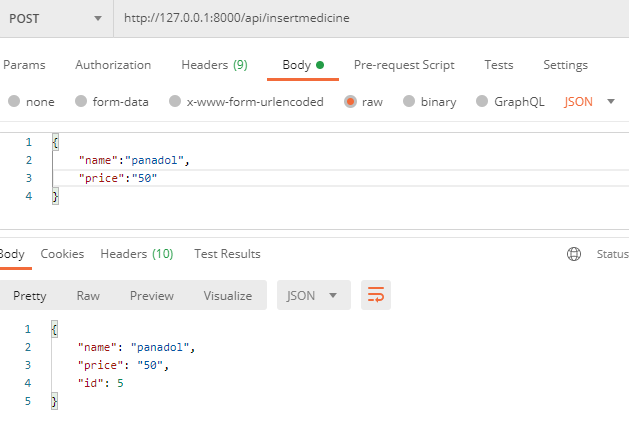 POST http://127.0.0.1:8000/api/insertmedicine
Params Authorization Headers (9) Body Pre-request Script Tests Settings
none form-data x-www-form-urlencoded raw binary GraphQL JSON
1 {
2 "name":"panadol",
3 "price":"50"
4 }
Body Cookies Headers (10) Test Results Status
Pretty Raw Preview Visualize JSON
1 {
2 "name": "panadol",
3 "price": "50",
4 "id": 5
5 }